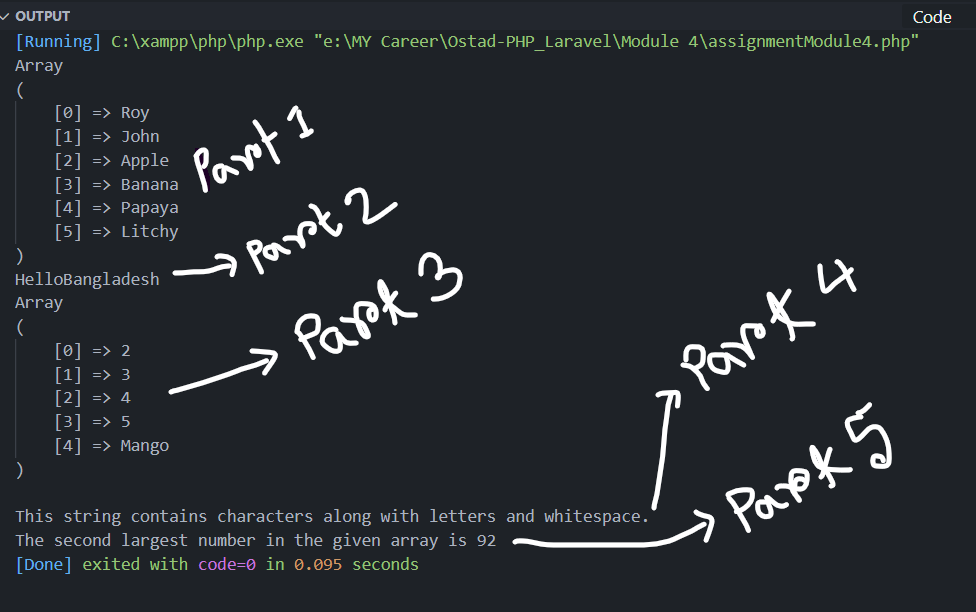 OUTPUT
Code
[Running] C:\xampp\php\php.exe "e:\MY Career\Ostad-PHP_Laravel\Module 4\assignmentModule4.php"
Array
(
[0] => Roy
[1] => John
[2] => Apple
[3] => Banana
[4] => Papaya
[5] => Litchy
)
Part 1
HelloBangladesh
Part 2
Array
(
[0] => 2
[1] => 3
[2] => 4
[3] => 5
[4] => Mango
)
Part 3
This string contains characters along with letters and whitespace.
Part 4
The second largest number in the given array is 92
Part 5
[Done] exited with code=0 in 0.095 seconds